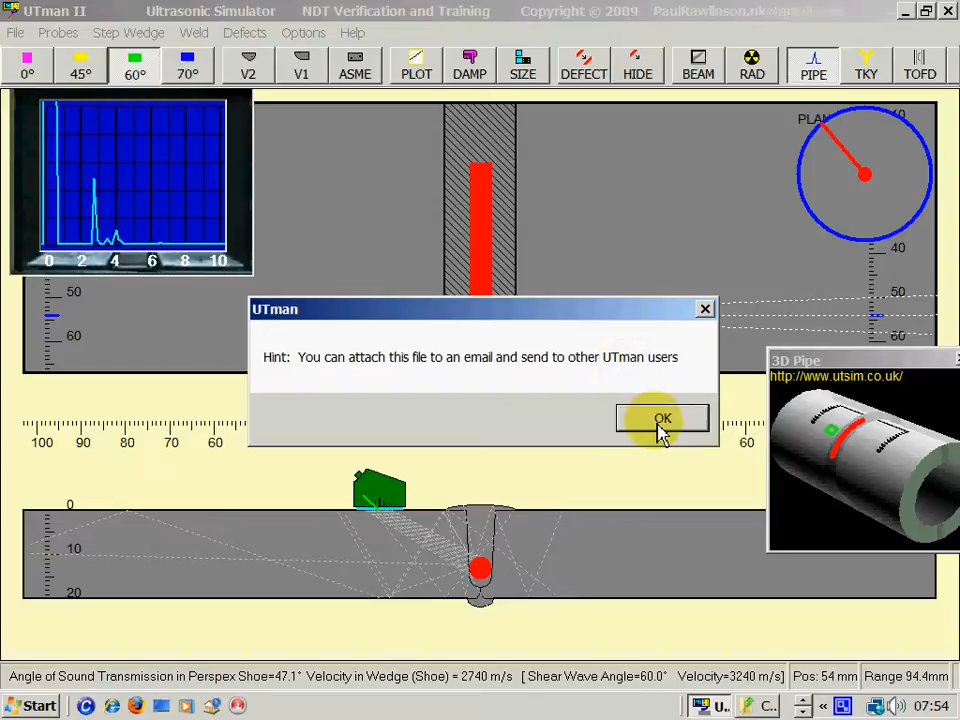 UTman II Ultrasonic Simulator NDT Verification and Training Copyright © 2009 PaulRawlinson.uk
File Probes Step Wedge Weld Defects Options Help
0° 45° 60° 70° V2 V1 ASME PLOT DAMP SIZE DEFECT HIDE BEAM RAD PIPE TKY TOFD
0 2 4 6 8 10
40
40
50
60
50
60
UTman
Hint: You can attach this file to an email and send to other UTman users
OK
3D Pipe
http://www.utsim.co.uk/
100 90 80 70 60
60
0
10
20
Angle of Sound Transmission in Perspex Shoe=47.1° Velocity in Wedge (Shoe) = 2740 m/s [ Shear Wave Angle=60.0° Velocity=3240 m/s] Pos: 54 mm Range 94.4mm
Start U.. C.. « 07:54